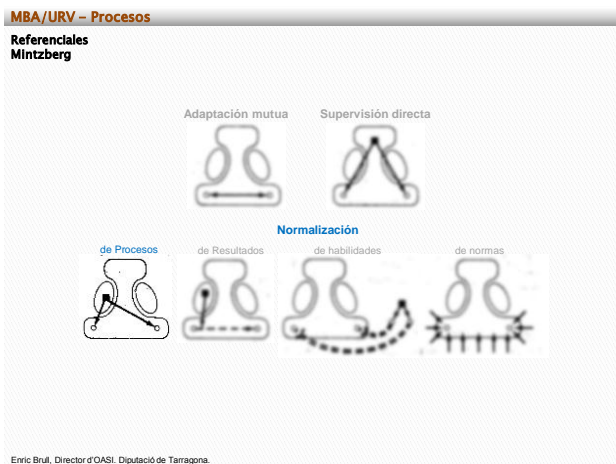 MBA/URV – Procesos
Referenciales
Mintzberg
Adaptación mutua
Supervisión directa
Normalización
de Procesos
de Resultados
de habilidades
de normas
Enric Brull, Director d'OASI. Diputació de Tarragona.